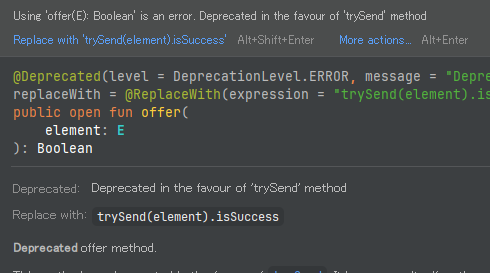 Using 'offer(E): Boolean' is an error. Deprecated in the favour of 'trySend' method
Replace with 'trySend(element).isSuccess' Alt+Shift+Enter More actions... Alt+Enter
@Deprecated(level = DeprecationLevel.ERROR, message = "Depre
replaceWith = @ReplaceWith(expression = "trySend(element).is
public open fun offer(
element: E
): Boolean
Deprecated: Deprecated in the favour of 'trySend' method
Replace with: trySend(element).isSuccess
Deprecated offer method.